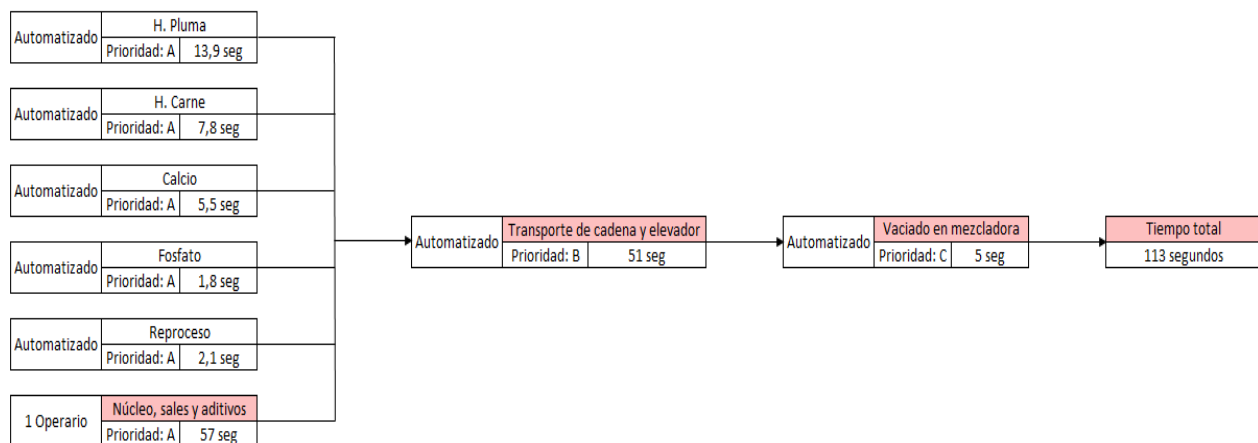 H. Pluma
Automatizado
Prioridad: A 13,9 seg
H. Carne
Automatizado
Prioridad: A 7,8 seg
Calcio
Automatizado
Prioridad: A 5,5 seg
Transporte de cadena y elevador
Automatizado
Prioridad: B 51 seg
Vaciado en mezcladora
Automatizado
Prioridad: C 5 seg
Tiempo total
113 segundos
Fosfato
Automatizado
Prioridad: A 1,8 seg
Reproceso
Automatizado
Prioridad: A 2,1 seg
Núcleo, sales y aditivos
1 Operario
Prioridad: A 57 seg